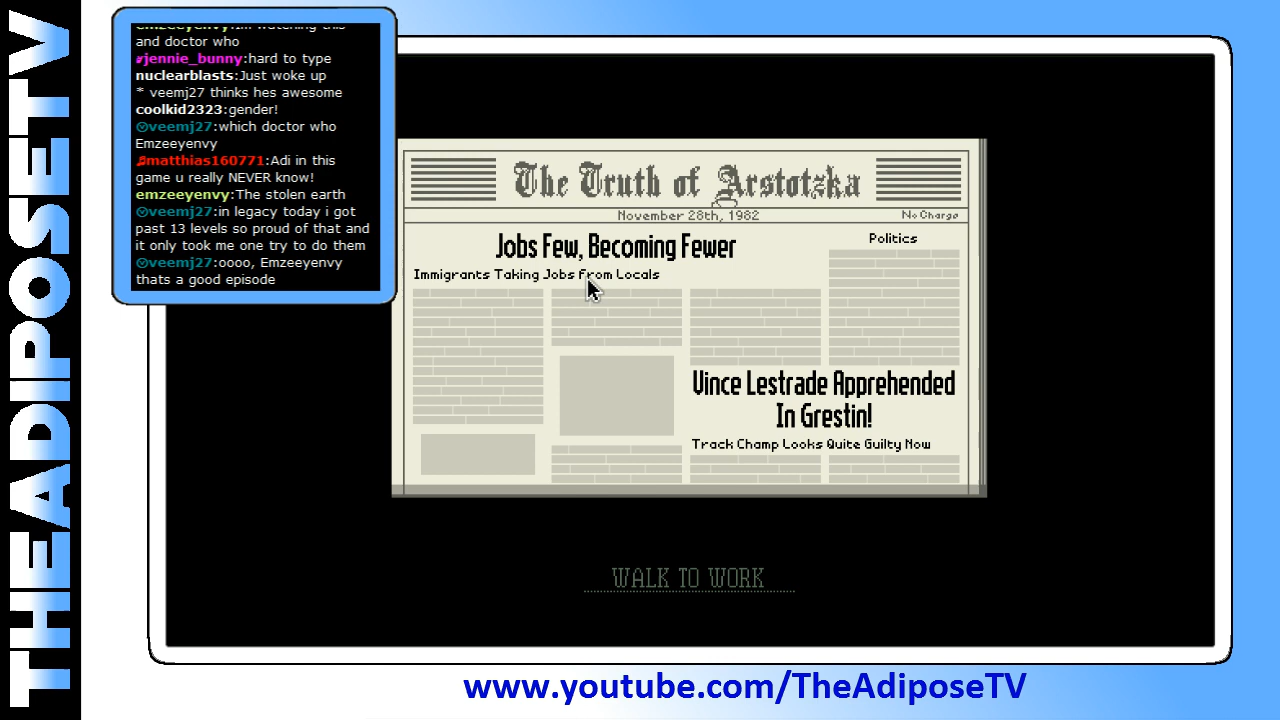 THEADIPOSETV
emzeeyenvy:Im watching this
and doctor who
jennie_bunny:hard to type
nuclearblasts:Just woke up
* veemj27 thinks hes awesome
coolkid2323:gender!
veemj27:which doctor who
Emzeeyenvy
matthias160771:Adi in this
game u really NEVER know!
emzeeyenvy:The stolen earth
veemj27:in legacy today i got
past 13 levels so proud of that and
it only took me one try to do them
veemj27:oooo, Emzeeyenvy
thats a good episode
The Truth of Arstotzka
November 28th, 1982
No Charge
Jobs Few, Becoming Fewer
Immigrants Taking Jobs From Locals
Politics
Vince Lestrade Apprehended
In Grestin!
Track Champ Looks Quite Guilty Now
WALK TO WORK
www.youtube.com/TheAdiposeTV